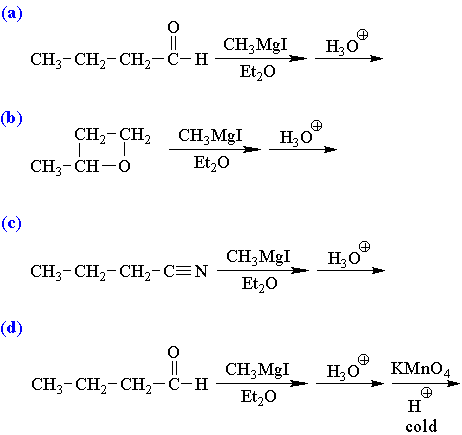 (a)
O
CH3-CH2-CH2-C-H CH3MgI Et2O H3O⊕
(b)
CH2-CH2
CH3-CH-O CH3MgI Et2O H3O⊕
(c)
CH3-CH2-CH2-C≡N CH3MgI Et2O H3O⊕
(d)
O
CH3-CH2-CH2-C-H CH3MgI Et2O H3O⊕ KMnO4 H⊕ cold